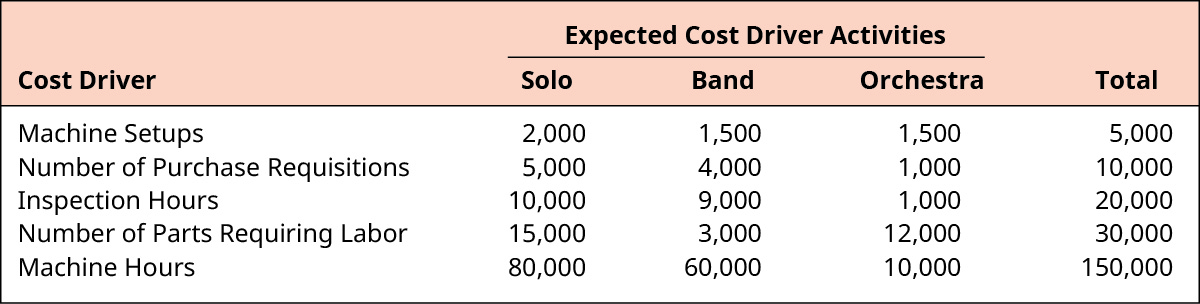 Expected Cost Driver Activities
Cost Driver Solo Band Orchestra Total
Machine Setups 2,000 1,500 1,500 5,000
Number of Purchase Requisitions 5,000 4,000 1,000 10,000
Inspection Hours 10,000 9,000 1,000 20,000
Number of Parts Requiring Labor 15,000 3,000 12,000 30,000
Machine Hours 80,000 60,000 10,000 150,000